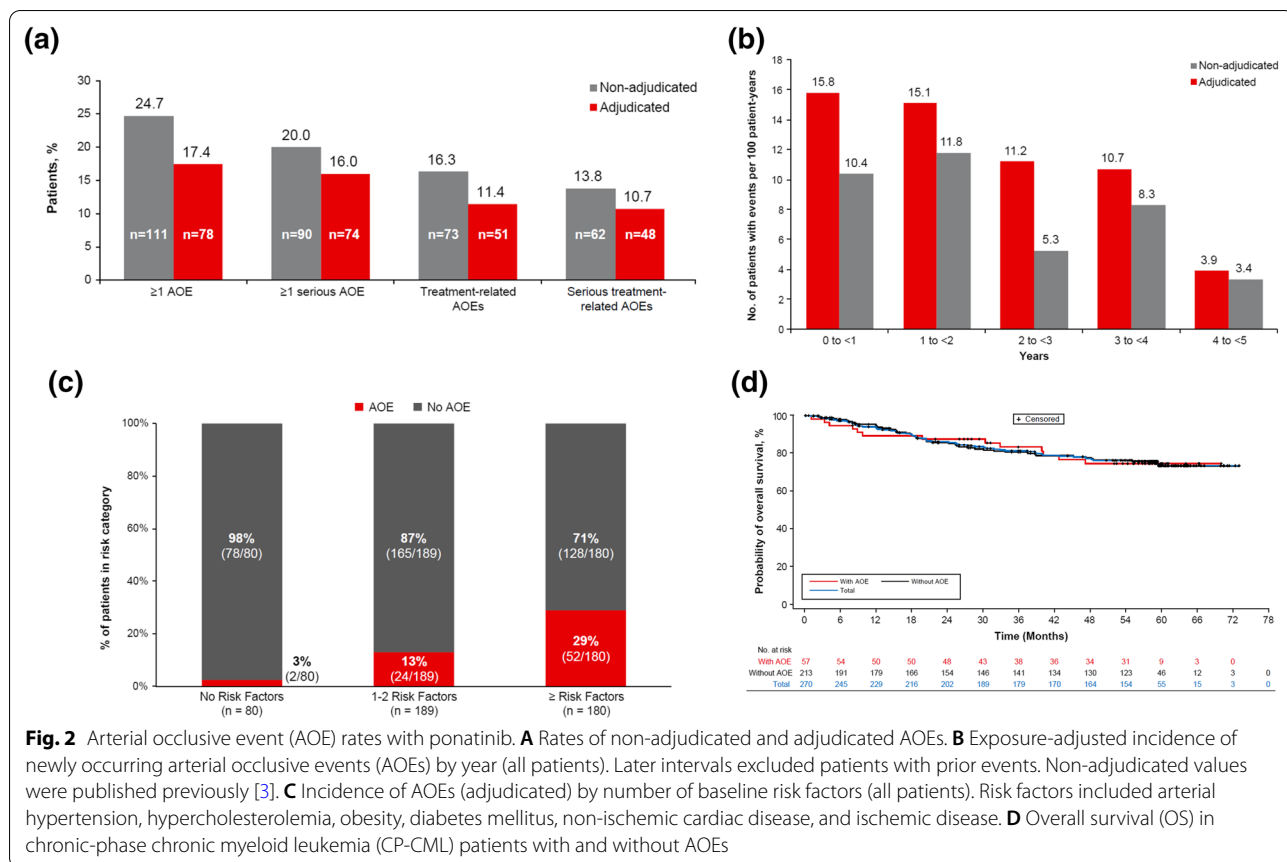 (a)
Patients, %
30
25
20
15
10
5
0
Non-adjudicated
Adjudicated
24.7
17.4
20.0
16.0
16.3
11.4
13.8
10.7
n=111 n=78 n=90 n=74 n=73 n=51 n=62 n=48
≥1 AOE
≥1 serious AOE
Treatment-related
AOEs
Serious treatment-
related AOEs
(b)
No. of patients with events per 100 patient-years
18
16
14
12
10
8
6
4
2
0
Non-adjudicated
Adjudicated
15.8
10.4
15.1
11.8
11.2
5.3
10.7
8.3
3.9
3.4
0 to <1 1 to <2 2 to <3 3 to <4 4 to <5
Years
(c)
AOE No AOE
% of patients in risk category
100%
80%
60%
40%
20%
0%
98%
(78/80)
3%
(2/80)
87%
(165/189)
13%
(24/189)
71%
(128/180)
29%
(52/180)
No Risk Factors
(n = 80)
1-2 Risk Factors
(n = 189)
≥ Risk Factors
(n = 180)
(d)
Probability of overall survival, %
100
80
60
40
20
0
+ Censored
With AOE Without AOE
Total
0 6 12 18 24 30 36 42 48 54 60 66 72 78
Time (Months)
No. at risk
With AOE 57 54 50 50 48 43 38 36 34 31 9 3 0
Without AOE 213 191 179 166 154 146 141 134 130 123 46 12 3 0
Total 270 245 229 216 202 189 179 170 164 154 55 15 3 0
Fig. 2 Arterial occlusive event (AOE) rates with ponatinib. A Rates of non-adjudicated and adjudicated AOEs. B Exposure-adjusted incidence of
newly occurring arterial occlusive events (AOEs) by year (all patients). Later intervals excluded patients with prior events. Non-adjudicated values
were published previously [3]. C Incidence of AOEs (adjudicated) by number of baseline risk factors (all patients). Risk factors included arterial
hypertension, hypercholesterolemia, obesity, diabetes mellitus, non-ischemic cardiac disease, and ischemic disease. D Overall survival (OS) in
chronic-phase chronic myeloid leukemia (CP-CML) patients with and without AOEs